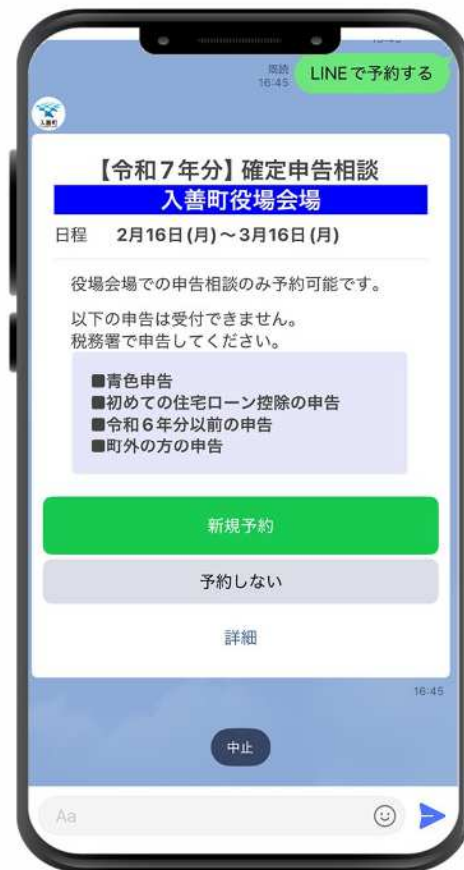 既読
16:45
LINEで予約する
入善町
【令和7年分】確定申告相談
入善町役場会場
日程 2月16日(月)~3月16日(月)
役場会場での申告相談のみ予約可能です。
以下の申告は受付できません。
税務署で申告してください。
■青色申告
■初めての住宅ローン控除の申告
■令和6年分以前の申告
■町外の方の申告
新規予約
予約しない
詳細
16:45
中止
Aa